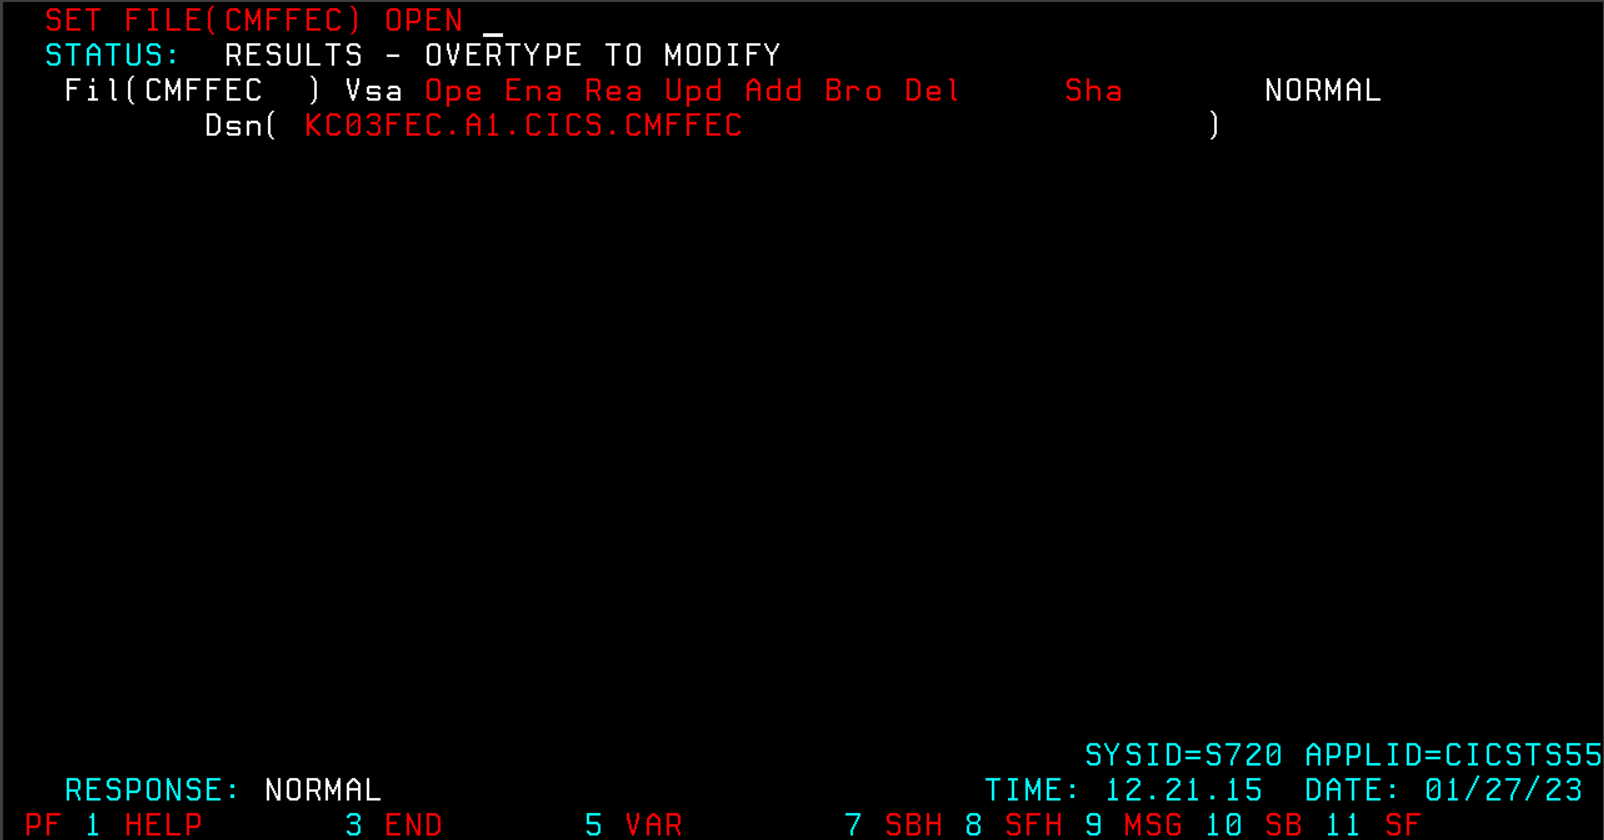 SET FILE(CMFFEC) OPEN _
STATUS:  RESULTS - OVERTYPE TO MODIFY
Fil(CMFFEC  ) Vsa Ope Ena Rea Upd Add Bro Del     Sha       NORMAL
Dsn( KC03FEC.A1.CICS.CMFFEC                       )
SYSID=S720 APPLID=CICSTS55
RESPONSE: NORMAL                              TIME: 12.21.15  DATE: 01/27/23
PF 1 HELP       3 END       5 VAR        7 SBH 8 SFH 9 MSG 10 SB 11 SF